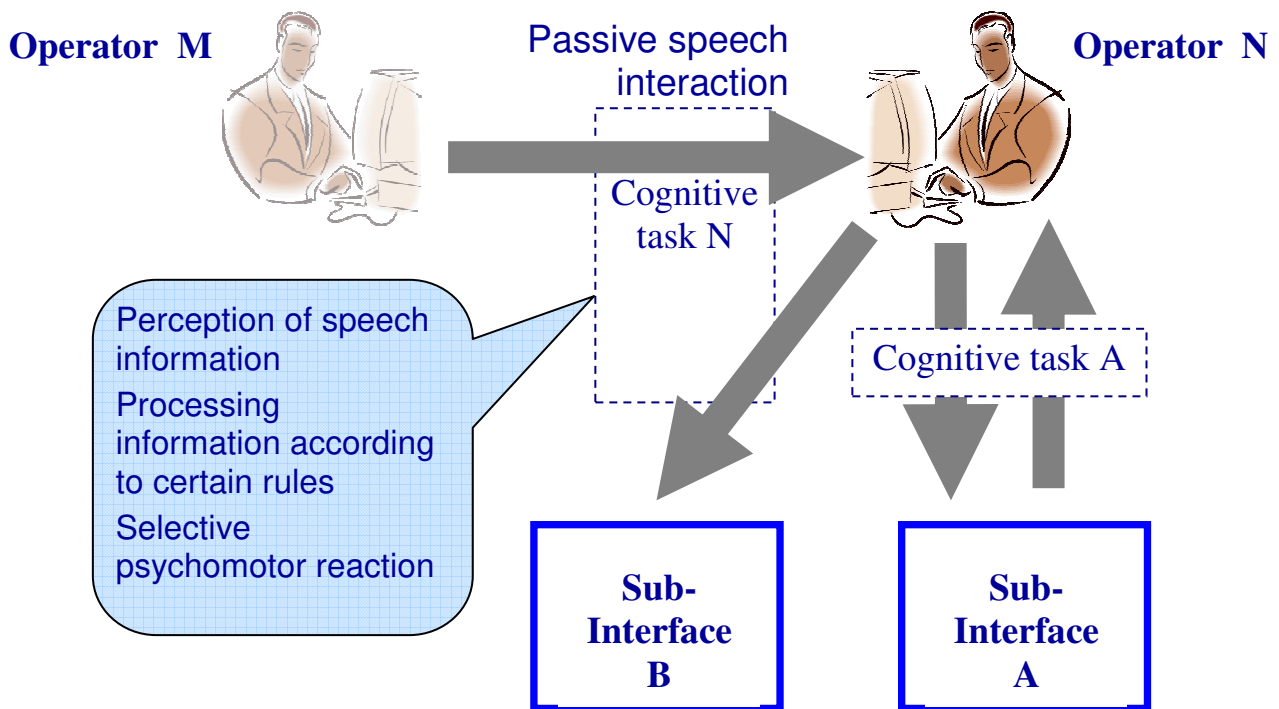 Operator M
Passive speech
interaction
Operator N
Cognitive
task N
Perception of speech
information
Processing
information according
to certain rules
Selective
psychomotor reaction
Cognitive task A
Sub-
Interface
B
Sub-
Interface
A